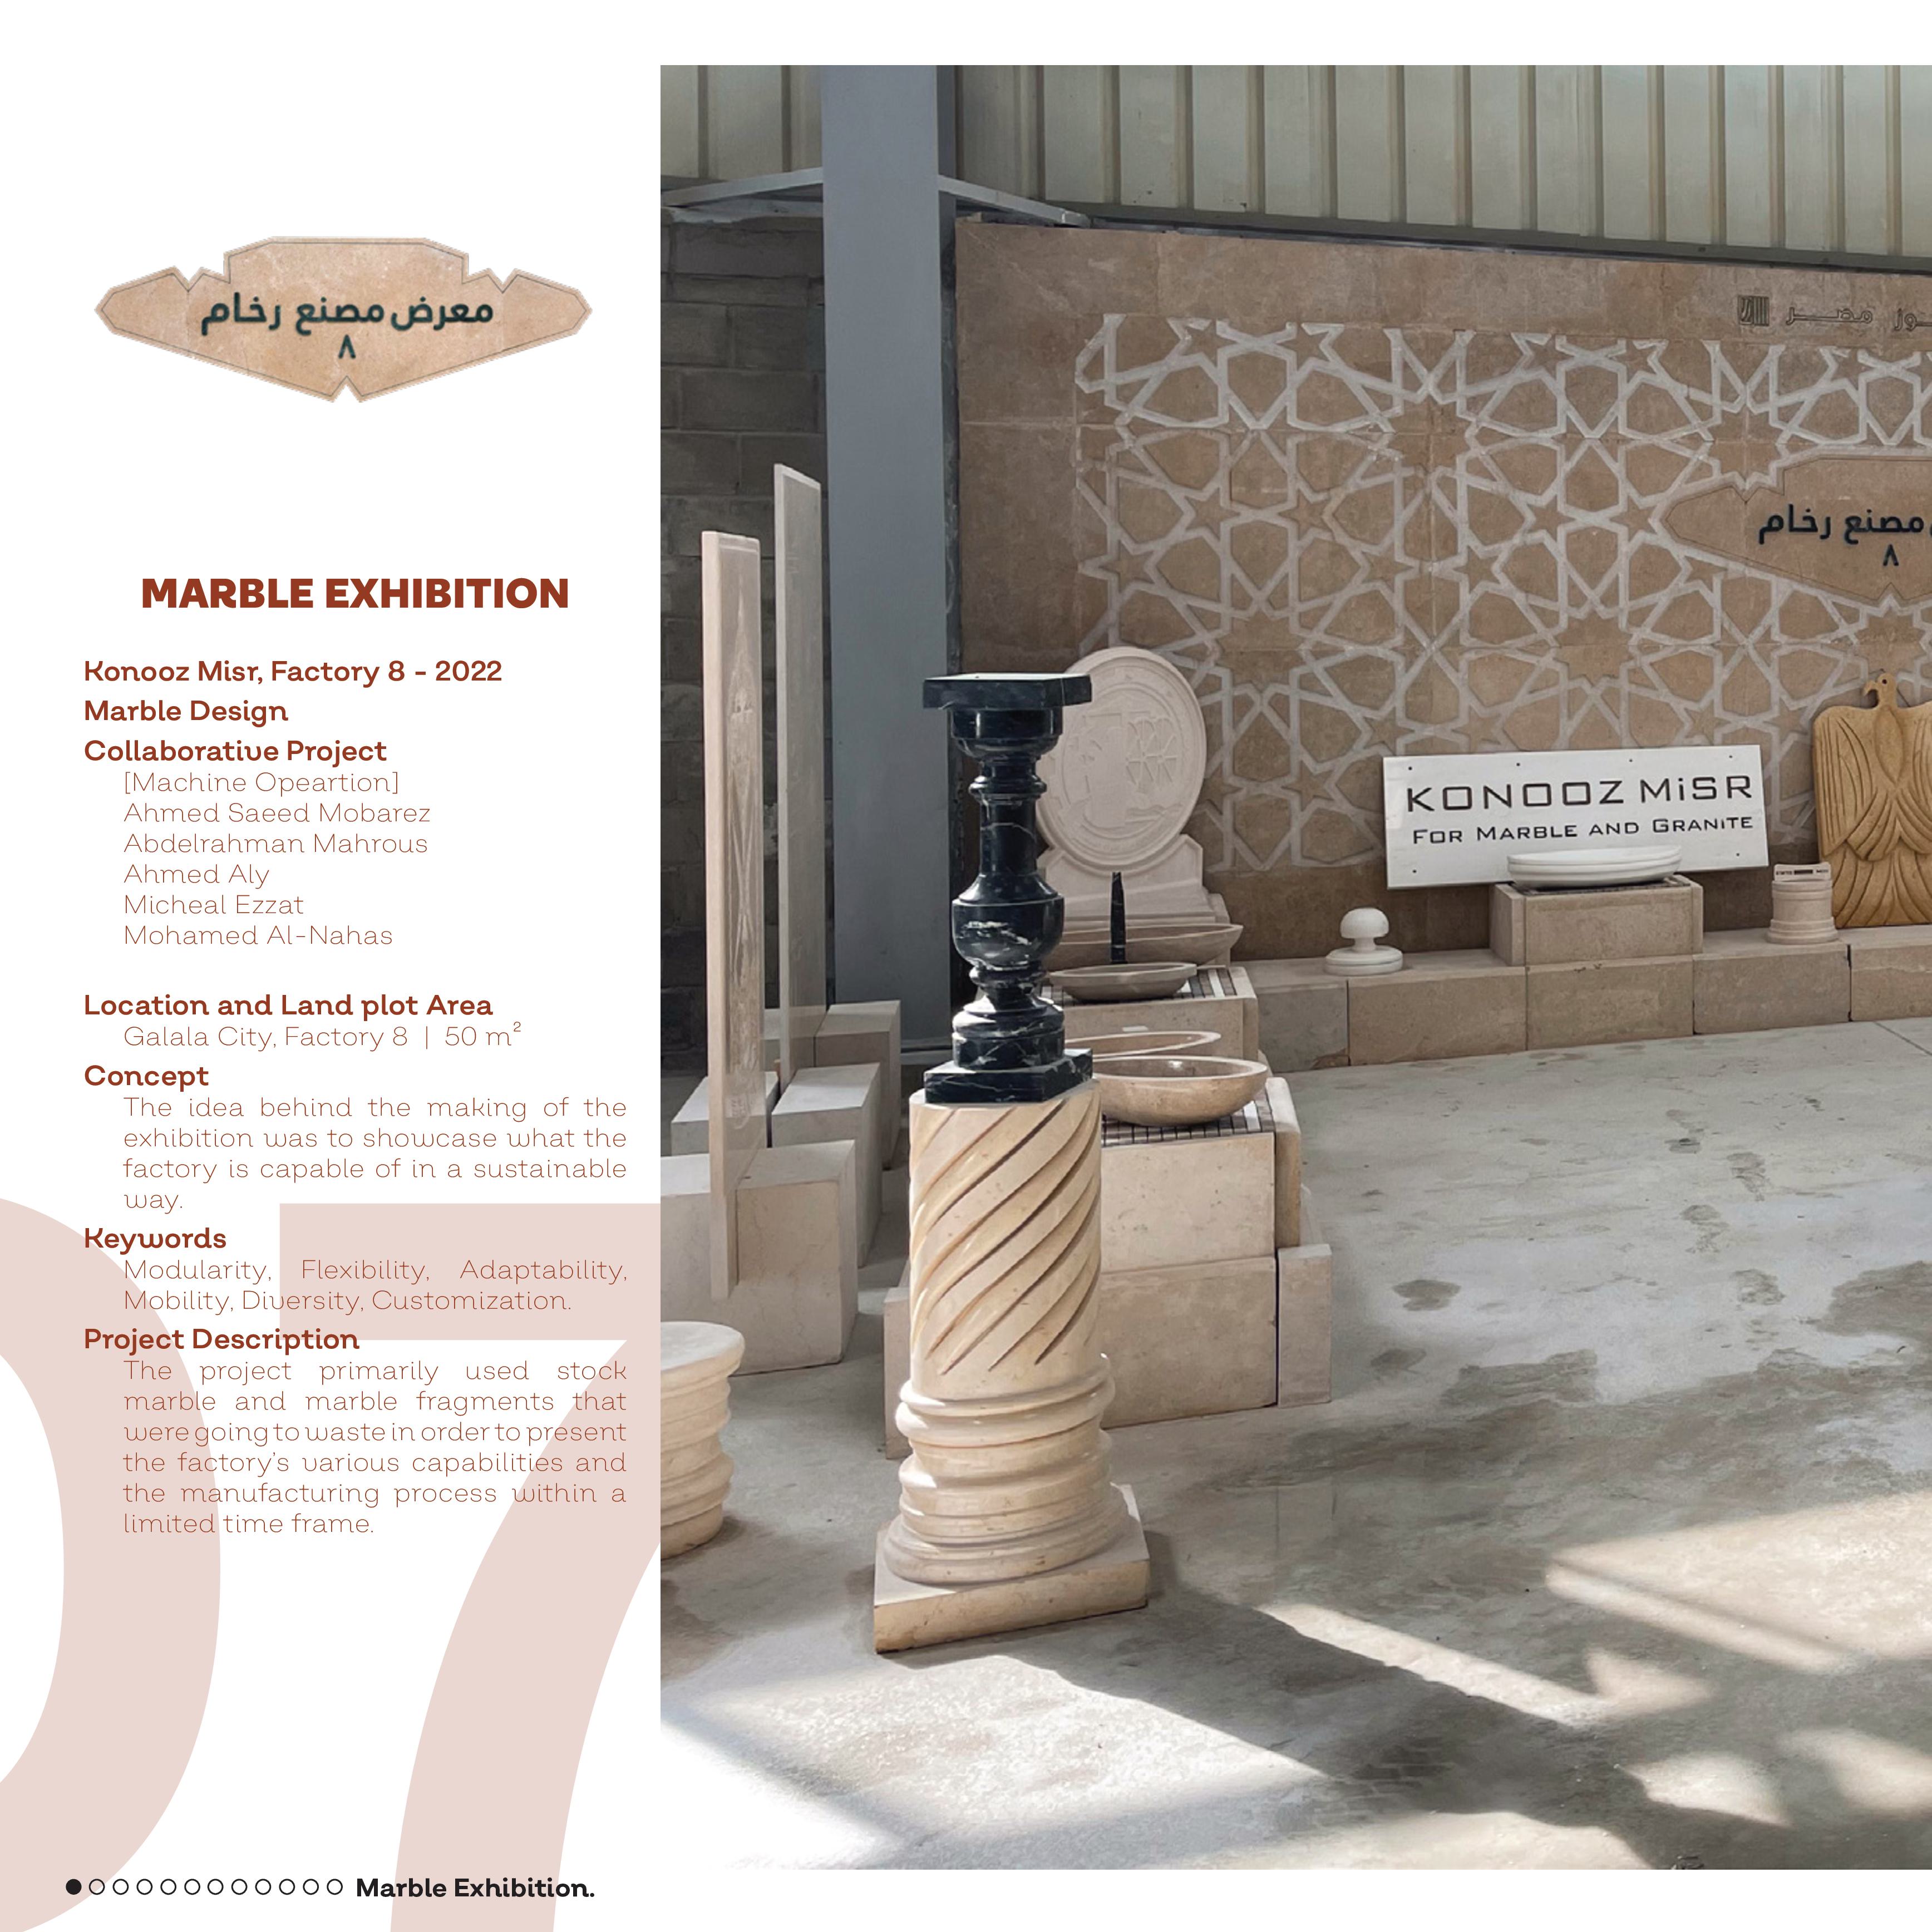 معرض مصنع رخام
٨
MARBLE EXHIBITION
Konooz Misr, Factory 8 - 2022
Marble Design
Collaborative Project
[Machine Opeartion]
Ahmed Saeed Mobarez
Abdelrahman Mahrous
Ahmed Aly
Micheal Ezzat
Mohamed Al-Nahas
Location and Land plot Area
Galala City, Factory 8 | 50 m²
Concept
The idea behind the making of the
exhibition was to showcase what the
factory is capable of in a sustainable
way.
Keywords
Modularity, Flexibility, Adaptability,
Mobility, Diversity, Customization.
Project Description
The project primarily used stock
marble and marble fragments that
were going to waste in order to present
the factory's various capabilities and
the manufacturing process within a
limited time frame.
07
Marble Exhibition.
مصر
مصنع رخام
٨
KONOOZ MiSR
FOR MARBLE AND GRANiTE